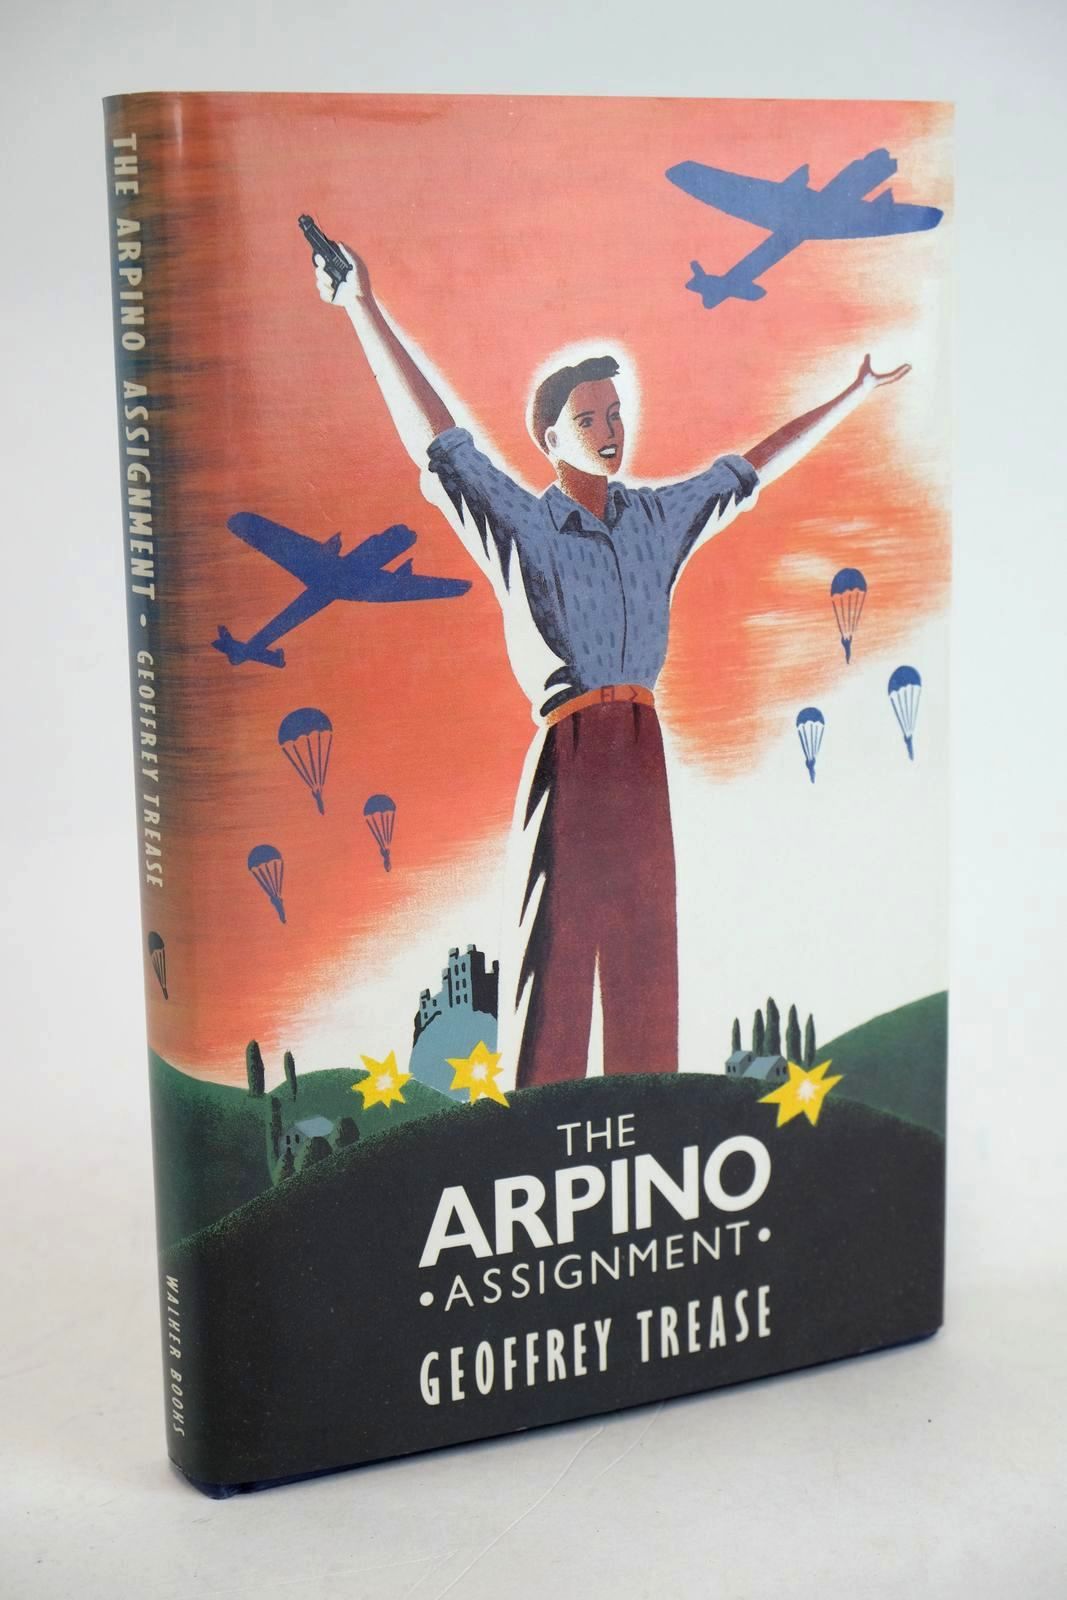 THE ARPINO ASSIGNMENT • GEOFFREY TREASE
WALKER BOOKS
THE
ARPINO
• ASSIGNMENT •
GEOFFREY TREASE